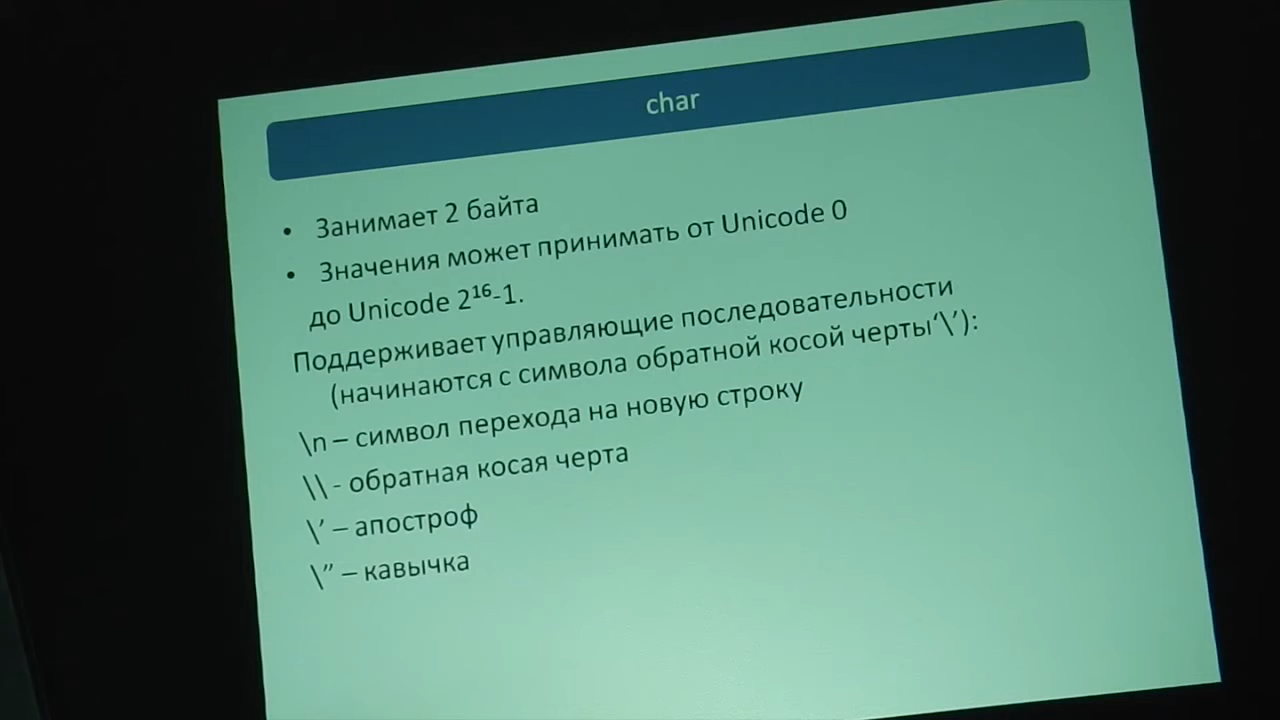 char
• Занимает 2 байта
• Значения может принимать от Unicode 0
до Unicode 2¹⁶-1.
Поддерживает управляющие последовательности
(начинаются с символа обратной косой черты‘\’):
\n – символ перехода на новую строку
\\ - обратная косая черта
\’ – апостроф
\” – кавычка